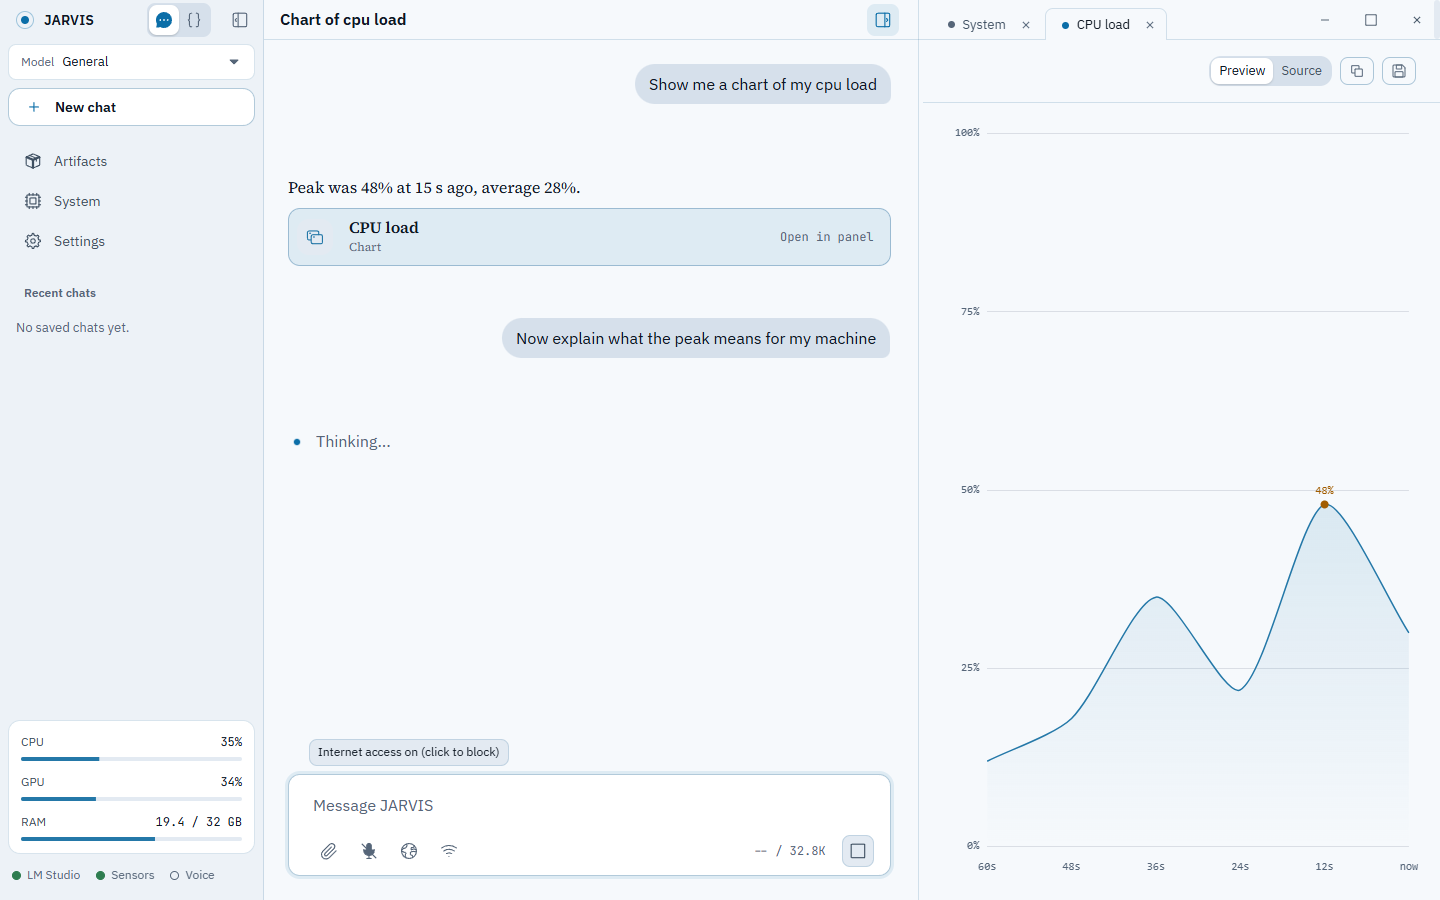 JARVIS
Model General
New chat
Artifacts
System
Settings
Recent chats
No saved chats yet.
CPU 35%
GPU 34%
RAM 19.4 / 32 GB
LM Studio Sensors Voice
Chart of cpu load
Show me a chart of my cpu load
Peak was 48% at 15 s ago, average 28%.
CPU load
Chart
Open in panel
Now explain what the peak means for my machine
Thinking...
Internet access on (click to block)
Message JARVIS
-- / 32.8K
System CPU load
Preview Source
100%
75%
50%
48%
25%
0%
60s 48s 36s 24s 12s now